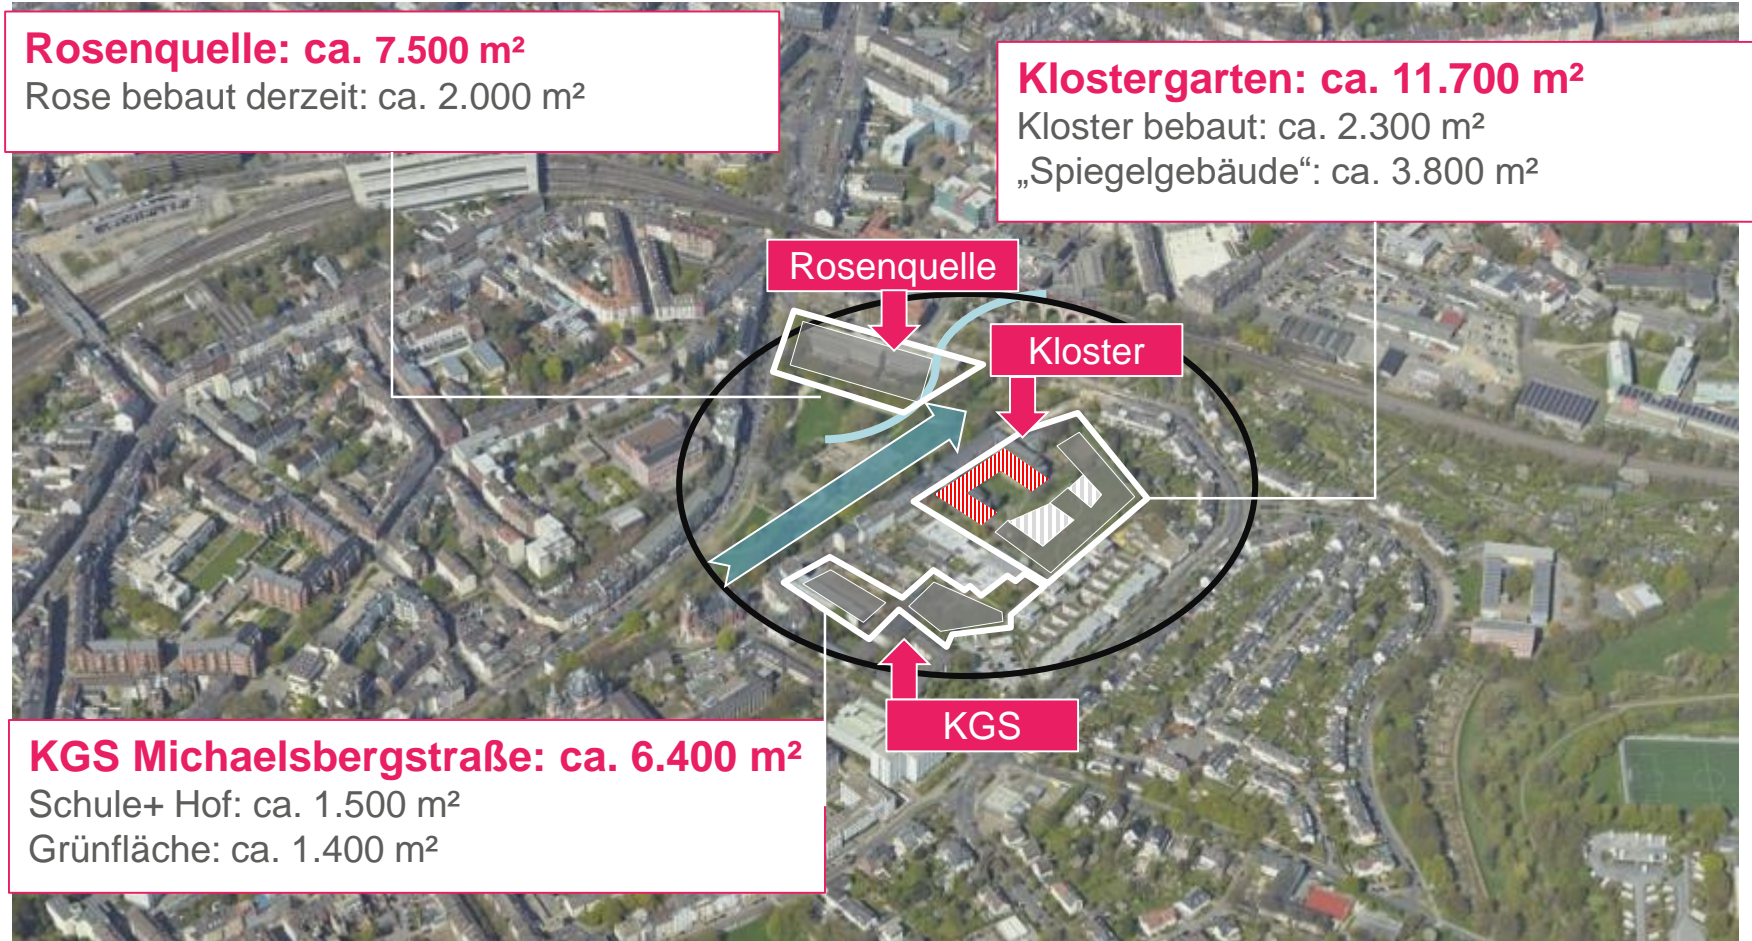 Rosenquelle: ca. 7.500 m²
Rose bebaut derzeit: ca. 2.000 m²
Klostergarten: ca. 11.700 m²
Kloster bebaut: ca. 2.300 m²
„Spiegelgebäude“: ca. 3.800 m²
Rosenquelle
Kloster
KGS
KGS Michaelsbergstraße: ca. 6.400 m²
Schule+ Hof: ca. 1.500 m²
Grünfläche: ca. 1.400 m²